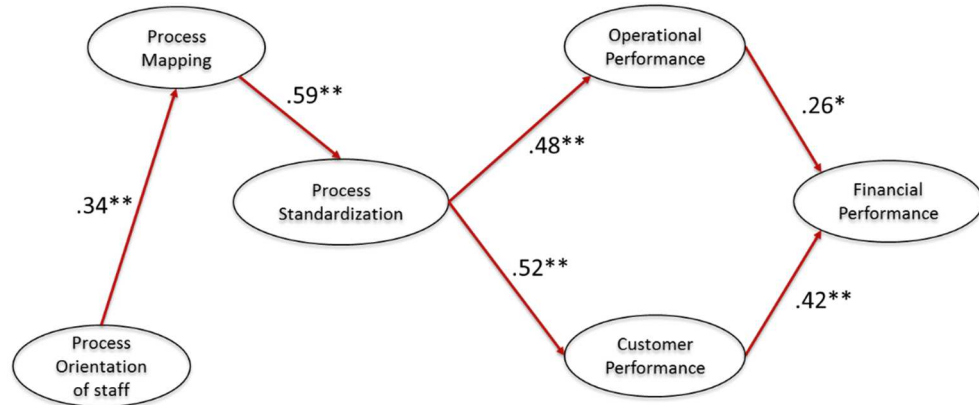 Process
Mapping
Operational
Performance
.59**
.26*
.48**
.34**
Process
Standardization
Financial
Performance
.52**
.42**
Process
Orientation
of staff
Customer
Performance